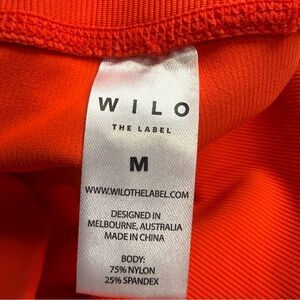 WILO
THE LABEL
M
WWW.WILOTHELABEL.COM
DESIGNED IN
MELBOURNE, AUSTRALIA
MADE IN CHINA
BODY:
75% NYLON
25% SPANDEX